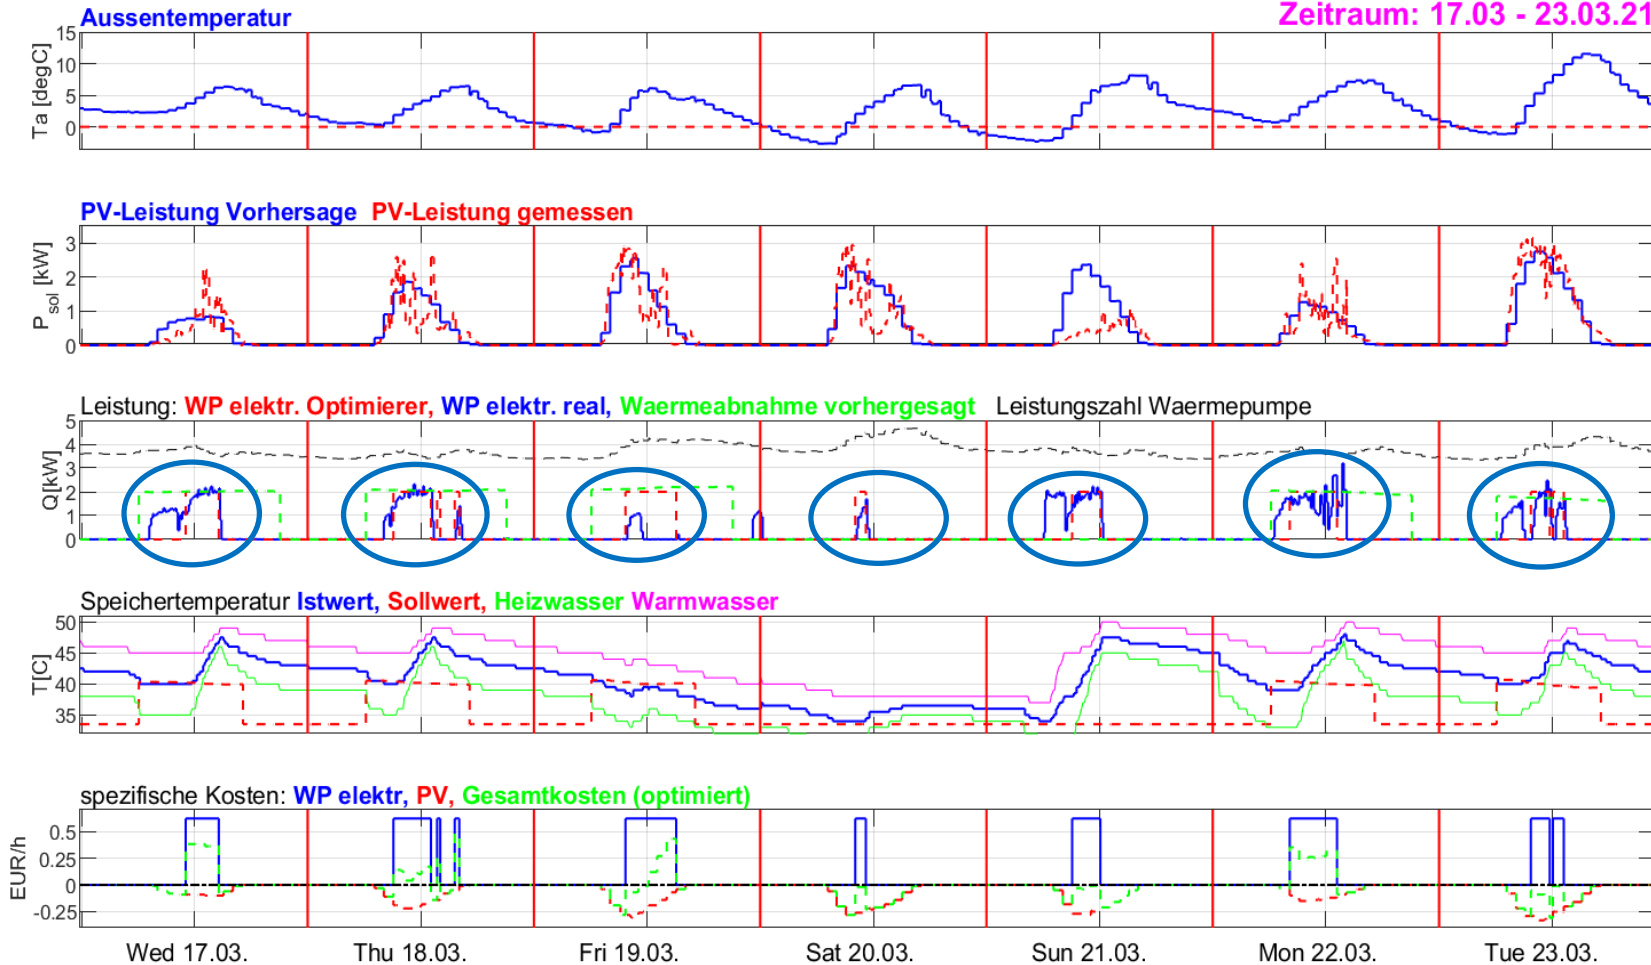 Aussentemperatur
Zeitraum: 17.03 - 23.03.21
Ta [degC]
15
10
5
0
PV-Leistung Vorhersage PV-Leistung gemessen
P sol [kW]
3
2
1
0
Leistung: WP elektr. Optimierer, WP elektr. real, Waermeabnahme vorhergesagt Leistungszahl Waermepumpe
Q[kW]
5
4
3
2
1
0
Speichertemperatur Istwert, Sollwert, Heizwasser Warmwasser
T[C]
50
45
40
35
spezifische Kosten: WP elektr, PV, Gesamtkosten (optimiert)
EUR/h
0.5
0.25
0
-0.25
Wed 17.03. Thu 18.03. Fri 19.03. Sat 20.03. Sun 21.03. Mon 22.03. Tue 23.03.